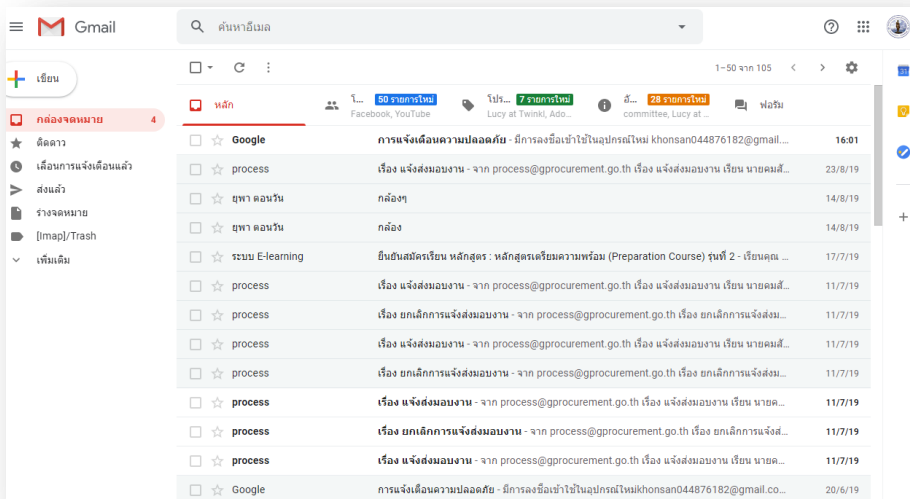 Gmail
ค้นหาอีเมล
เขียน
1–50 จาก 105
หลัก
โ... 50 รายการใหม่
Facebook, YouTube
โปร... 7 รายการใหม่
Lucy at Twinkl, Ado...
อั... 28 รายการใหม่
committee, Lucy at ...
ฟอรัม
กล่องจดหมาย 4
ติดดาว
เลื่อนการแจ้งเตือนแล้ว
ส่งแล้ว
ร่างจดหมาย
[Imap]/Trash
เพิ่มเติม
Google การแจ้งเตือนความปลอดภัย - มีการลงชื่อเข้าใช้ในอุปกรณ์ใหม่ khonsan044876182@gmail.... 16:01
process เรื่อง แจ้งส่งมอบงาน - จาก process@gprocurement.go.th เรื่อง แจ้งส่งมอบงาน เรียน นายคมสั... 23/8/19
ยุพา ตอนวัน กล้องๆ 14/8/19
ยุพา ตอนวัน กล้อง 14/8/19
ระบบ E-learning ยืนยันสมัครเรียน หลักสูตร : หลักสูตรเตรียมความพร้อม (Preparation Course) รุ่นที่ 2 - เรียนคุณ ... 17/7/19
process เรื่อง แจ้งส่งมอบงาน - จาก process@gprocurement.go.th เรื่อง แจ้งส่งมอบงาน เรียน นายคมสั... 11/7/19
process เรื่อง ยกเลิกการแจ้งส่งมอบงาน - จาก process@gprocurement.go.th เรื่อง ยกเลิกการแจ้งส่งม... 11/7/19
process เรื่อง แจ้งส่งมอบงาน - จาก process@gprocurement.go.th เรื่อง แจ้งส่งมอบงาน เรียน นายคมสั... 11/7/19
process เรื่อง ยกเลิกการแจ้งส่งมอบงาน - จาก process@gprocurement.go.th เรื่อง ยกเลิกการแจ้งส่งม... 11/7/19
process เรื่อง แจ้งส่งมอบงาน - จาก process@gprocurement.go.th เรื่อง แจ้งส่งมอบงาน เรียน นายค... 11/7/19
process เรื่อง ยกเลิกการแจ้งส่งมอบงาน - จาก process@gprocurement.go.th เรื่อง ยกเลิกการแจ้งส่... 11/7/19
process เรื่อง แจ้งส่งมอบงาน - จาก process@gprocurement.go.th เรื่อง แจ้งส่งมอบงาน เรียน นายค... 11/7/19
Google การแจ้งเตือนความปลอดภัย - มีการลงชื่อเข้าใช้ในอุปกรณ์ใหม่khonsan044876182@gmail.co... 20/6/19